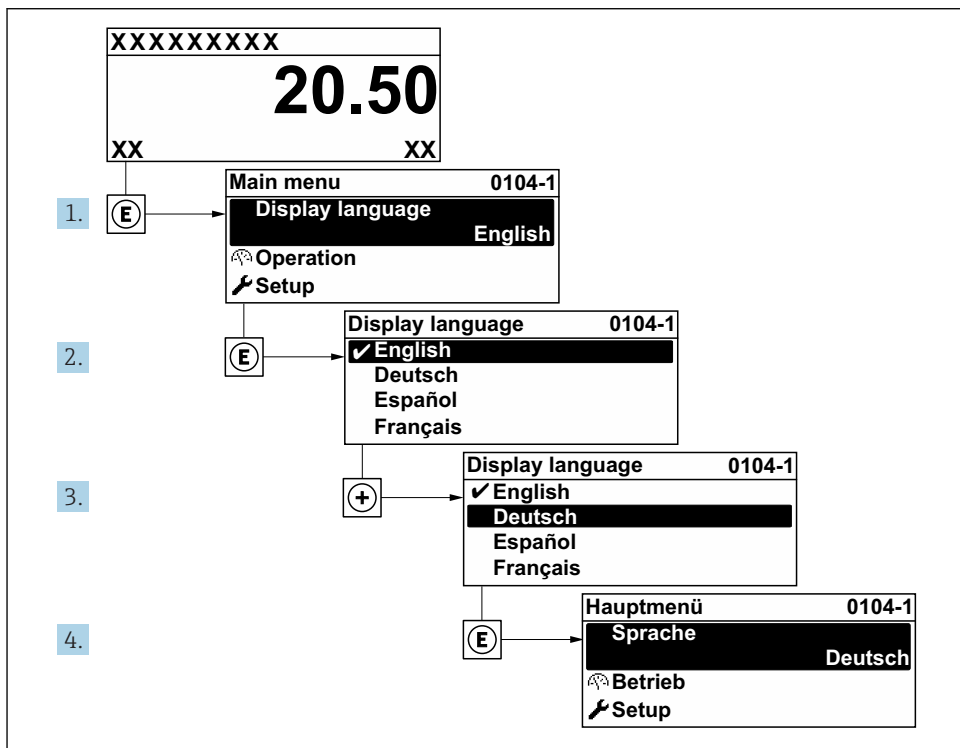 XXXXXXXXX
20.50
XX XX
1.
E
Main menu 0104-1
Display language
English
Operation
Setup
2.
E
Display language 0104-1
✔English
Deutsch
Español
Français
3.
+
Display language 0104-1
✔English
Deutsch
Español
Français
4.
E
Hauptmenü 0104-1
Sprache
Deutsch
Betrieb
Setup